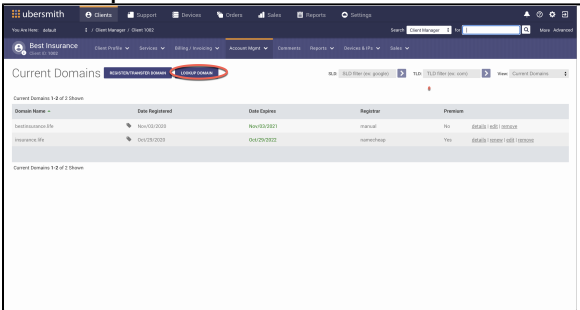 ubersmith Clients Support Devices Orders Sales Reports Settings
You Are Here: default / Client Manager / Client 1002 Search Client Manager for More Advanced
Best Insurance Client Profile Services Billing / Invoicing Account Mgmt Comments Reports Devices & IPs Sales
Client ID: 1002
Current Domains REGISTER/TRANSFER DOMAIN LOOKUP DOMAIN SLD: SLD filter (ex: google) TLD: TLD filter (ex: com) View: Current Domains
Current Domains 1-2 of 2 Shown
Domain Name Date Registered Date Expires Registrar Premium
bestinsurance.life Nov/03/2020 Nov/03/2021 manual No details | edit | remove
insurance.life Oct/29/2020 Oct/29/2022 namecheap Yes details | renew | edit | remove
Current Domains 1-2 of 2 Shown